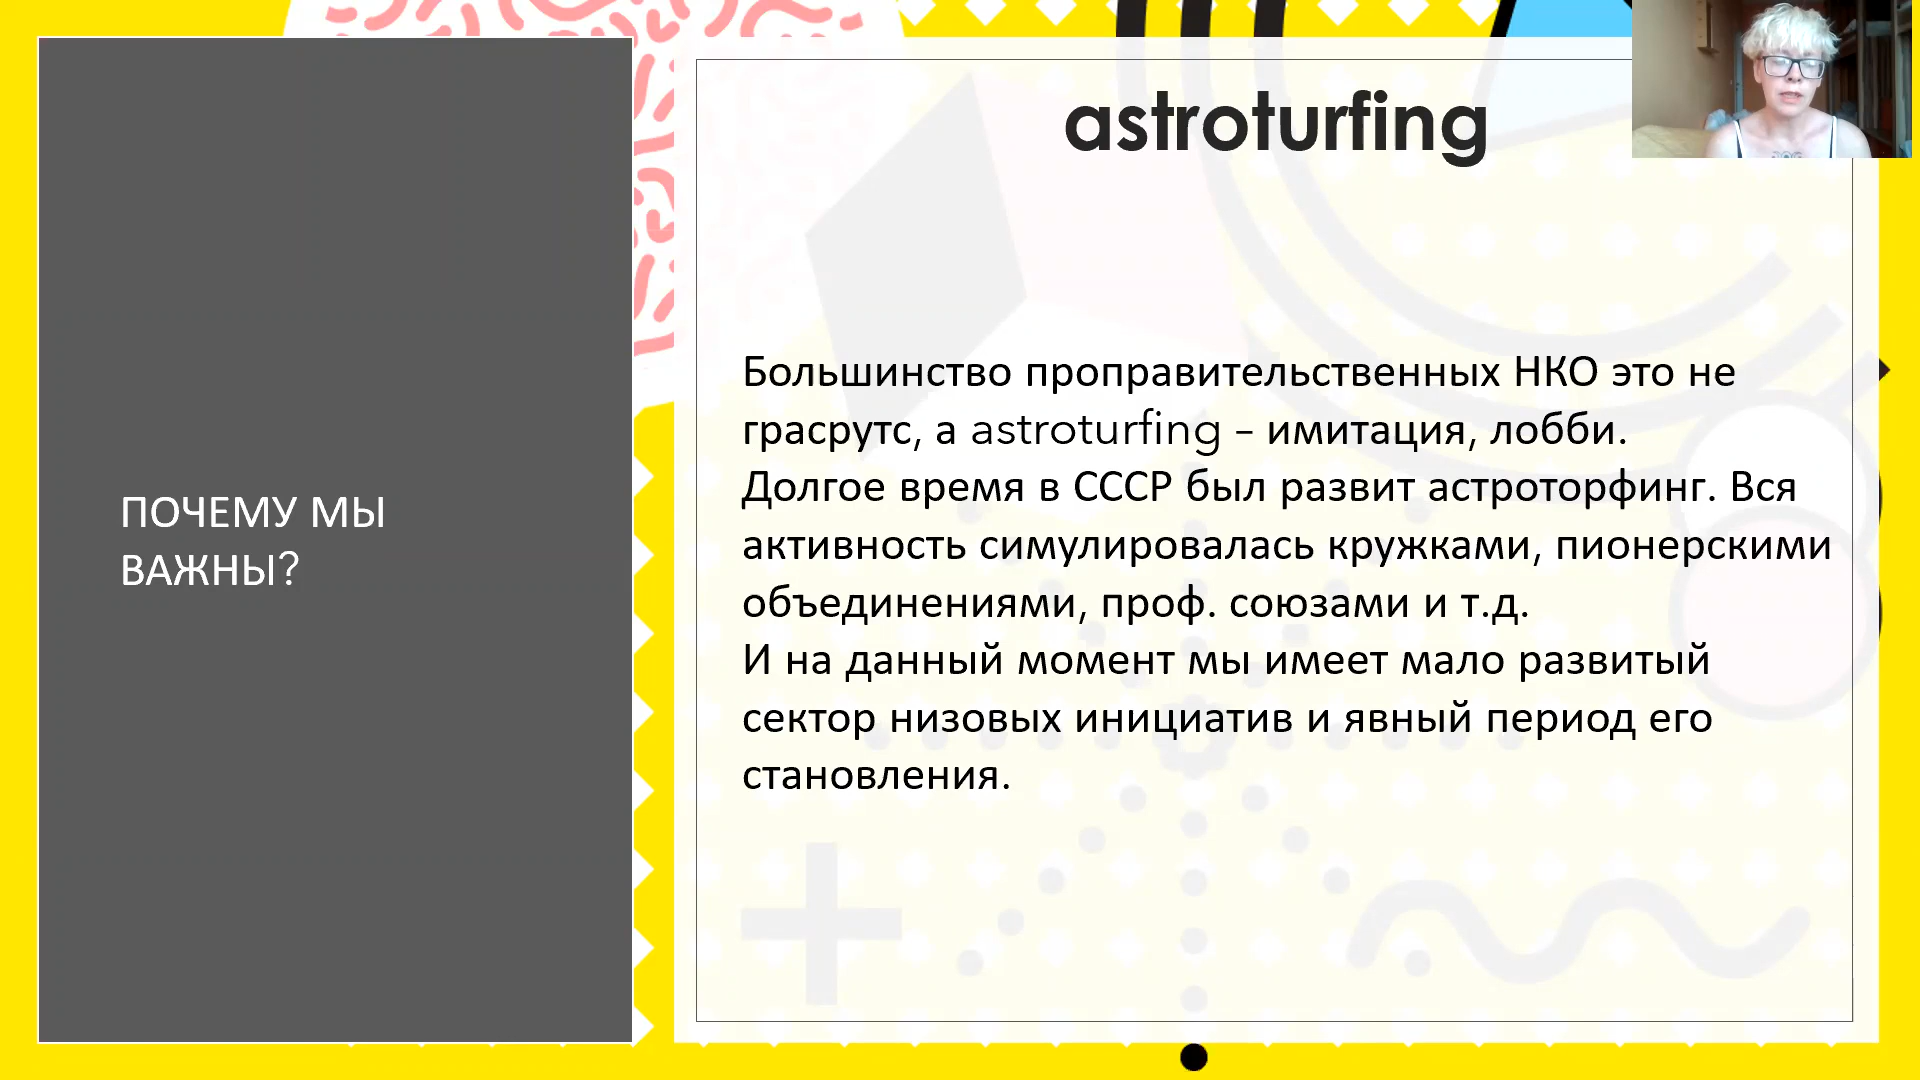 astroturfing
ПОЧЕМУ МЫ
ВАЖНЫ?
Большинство проправительственных НКО это не
грасрутс, а astroturfing – имитация, лобби.
Долгое время в СССР был развит астроторфинг. Вся
активность симулировалась кружками, пионерскими
объединениями, проф. союзами и т.д.
И на данный момент мы имеет мало развитый
сектор низовых инициатив и явный период его
становления.